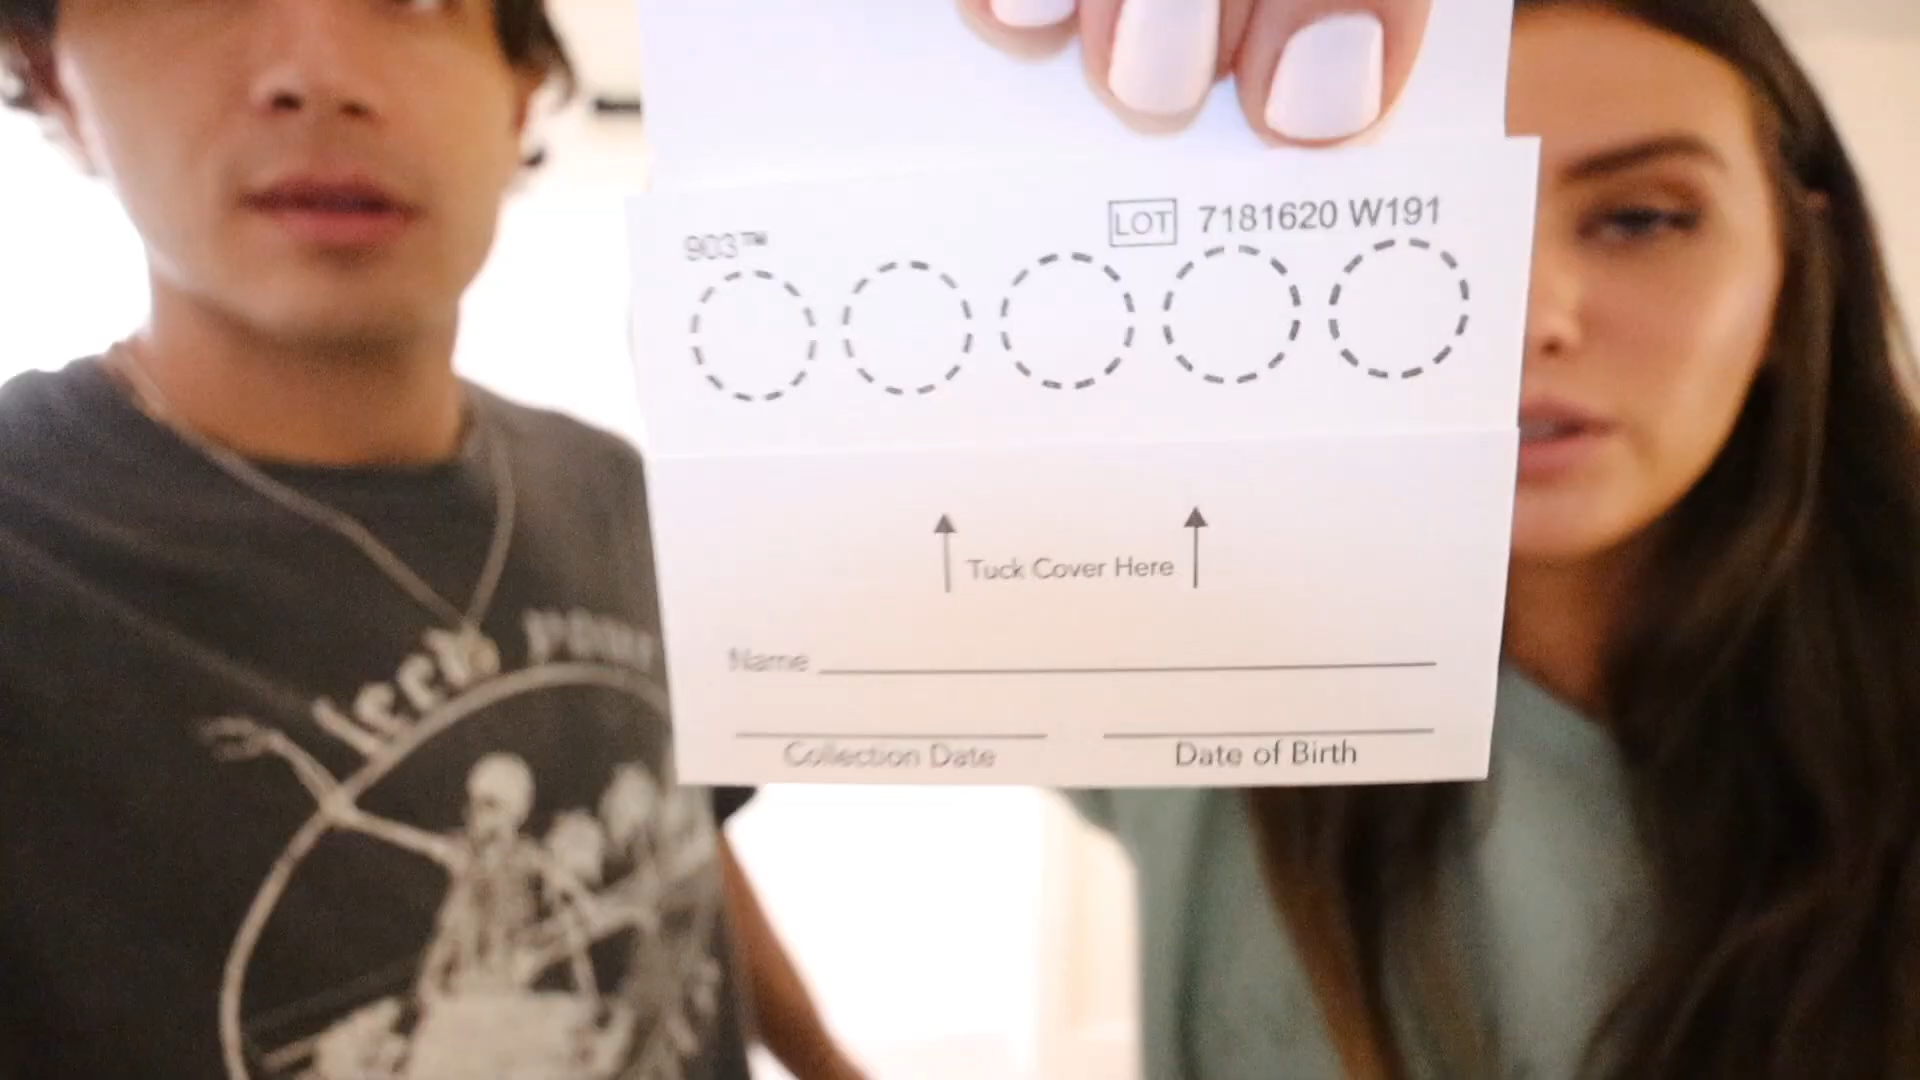 903™
LOT 7181620 W191
Tuck Cover Here
Name
Collection Date
Date of Birth